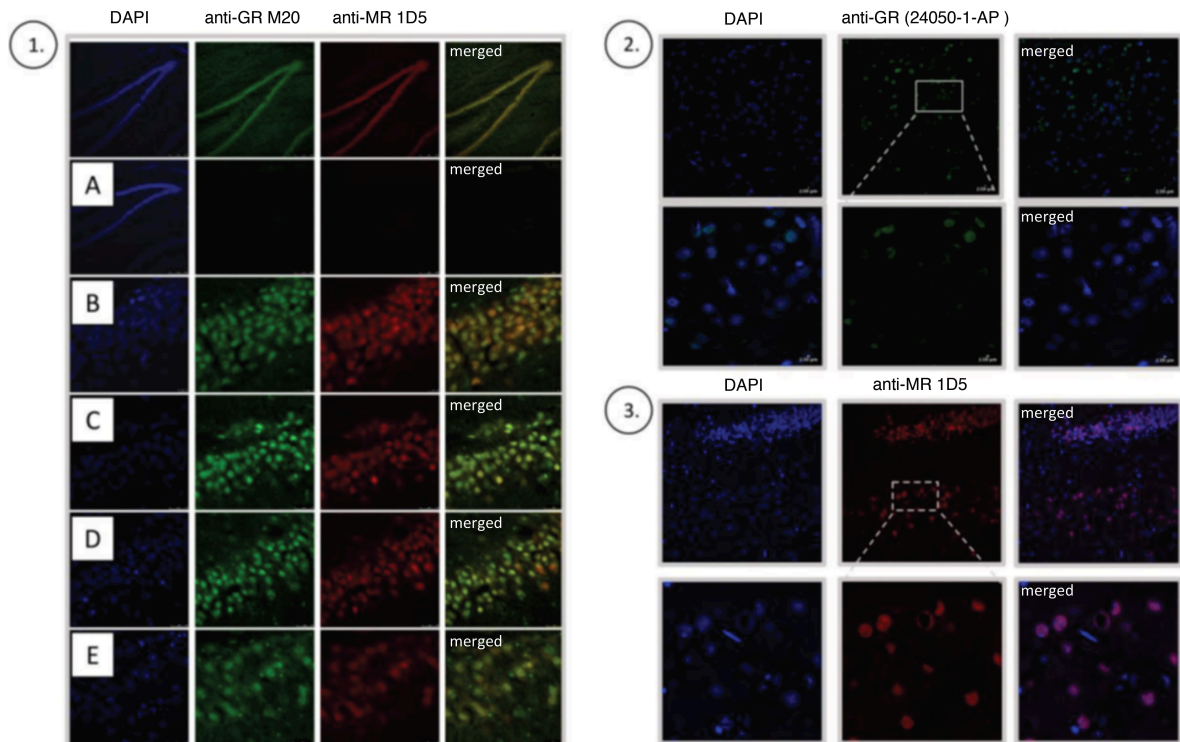 1.
DAPI anti-GR M20 anti-MR 1D5
merged
A merged
B merged
C merged
D merged
E merged
2.
DAPI anti-GR (24050-1-AP )
merged
merged
3.
DAPI anti-MR 1D5
merged
merged